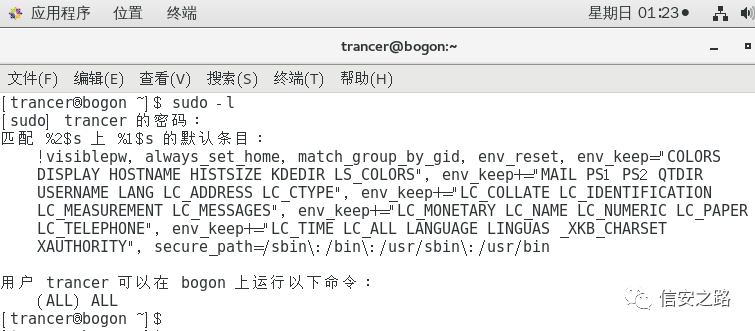 应用程序 位置 终端 星期日 01:23
trancer@bogon:~
文件(F) 编辑(E) 查看(V) 搜索(S) 终端(T) 帮助(H)
[trancer@bogon ~]$ sudo -l
[sudo] trancer 的密码：
匹配 %2$s 上 %1$s 的默认条目：
!visiblepw, always_set_home, match_group_by_gid, env_reset, env_keep="COLORS
DISPLAY HOSTNAME HISTSIZE KDEDIR LS_COLORS", env_keep+="MAIL PS1 PS2 QTDIR
USERNAME LANG LC_ADDRESS LC_CTYPE", env_keep+="LC_COLLATE LC_IDENTIFICATION
LC_MEASUREMENT LC_MESSAGES", env_keep+="LC_MONETARY LC_NAME LC_NUMERIC LC_PAPER
LC_TELEPHONE", env_keep+="LC_TIME LC_ALL LANGUAGE LINGUAS _XKB_CHARSET
XAUTHORITY", secure_path=/sbin\:/bin\:/usr/sbin\:/usr/bin
用户 trancer 可以在 bogon 上运行以下命令：
(ALL) ALL
[trancer@bogon ~]$
信安之路